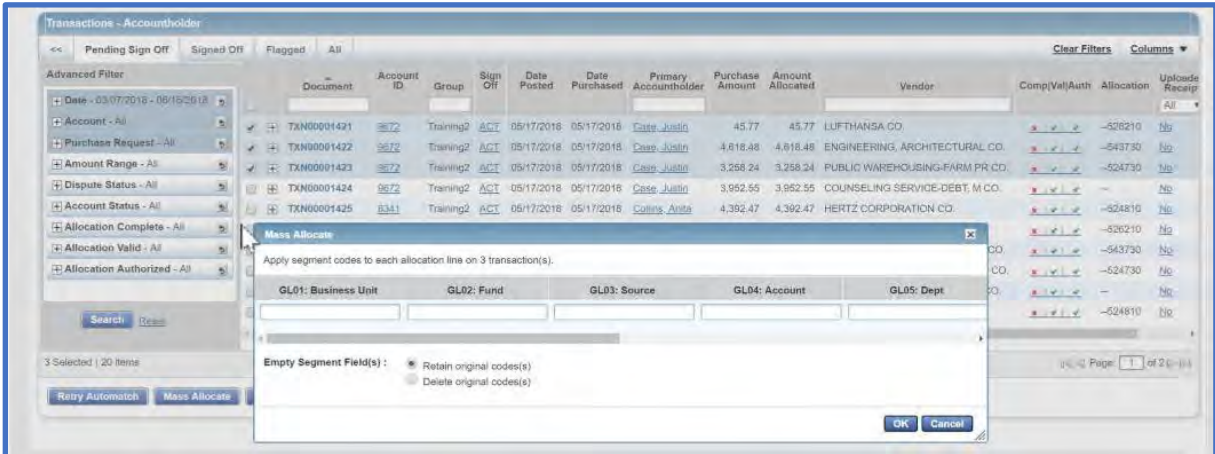 Transactions - Accountholder
<< Pending Sign Off Signed Off Flagged All Clear Filters Columns ▼
Advanced Filter
Document Account ID Group Sign Off Date Posted Date Purchased Primary Accountholder Purchase Amount Amount Allocated Vendor Comp|Val|Auth Allocation Uploade Receip
All
+ Date - 03/07/2018 - 06/18/2018
+ Account - All
+ Purchase Request - All
+ Amount Range - All
+ Dispute Status - All
+ Account Status - All
+ Allocation Complete - All
+ Allocation Valid - All
+ Allocation Authorized - All
Search Reset
TXN00001421 9672 Training2 ACT 05/17/2018 05/17/2018 Case, Justin 45.77 45.77 LUFTHANSA CO. --526210 No
TXN00001422 9672 Training2 ACT 05/17/2018 05/17/2018 Case, Justin 4,618.48 4,618.48 ENGINEERING, ARCHITECTURAL CO. --543730 No
TXN00001423 9672 Training2 ACT 05/17/2018 05/17/2018 Case, Justin 3,258.24 3,258.24 PUBLIC WAREHOUSING-FARM PR CO. --524730 No
TXN00001424 9672 Training2 ACT 05/17/2018 05/17/2018 Case, Justin 3,952.55 3,952.55 COUNSELING SERVICE-DEBT, M CO. -- No
TXN00001425 8341 Training2 ACT 05/17/2018 05/17/2018 Collins, Anita 4,392.47 4,392.47 HERTZ CORPORATION CO. --524810 No
--526210 No
CO. --543730 No
CO. --524730 No
CO. -- No
--524810 No
Mass Allocate
Apply segment codes to each allocation line on 3 transaction(s).
GL01: Business Unit GL02: Fund GL03: Source GL04: Account GL05: Dept
Empty Segment Field(s) : Retain original codes(s)
Delete original codes(s)
OK Cancel
3 Selected | 20 Items
Page 1 of 2
Retry Automatch Mass Allocate